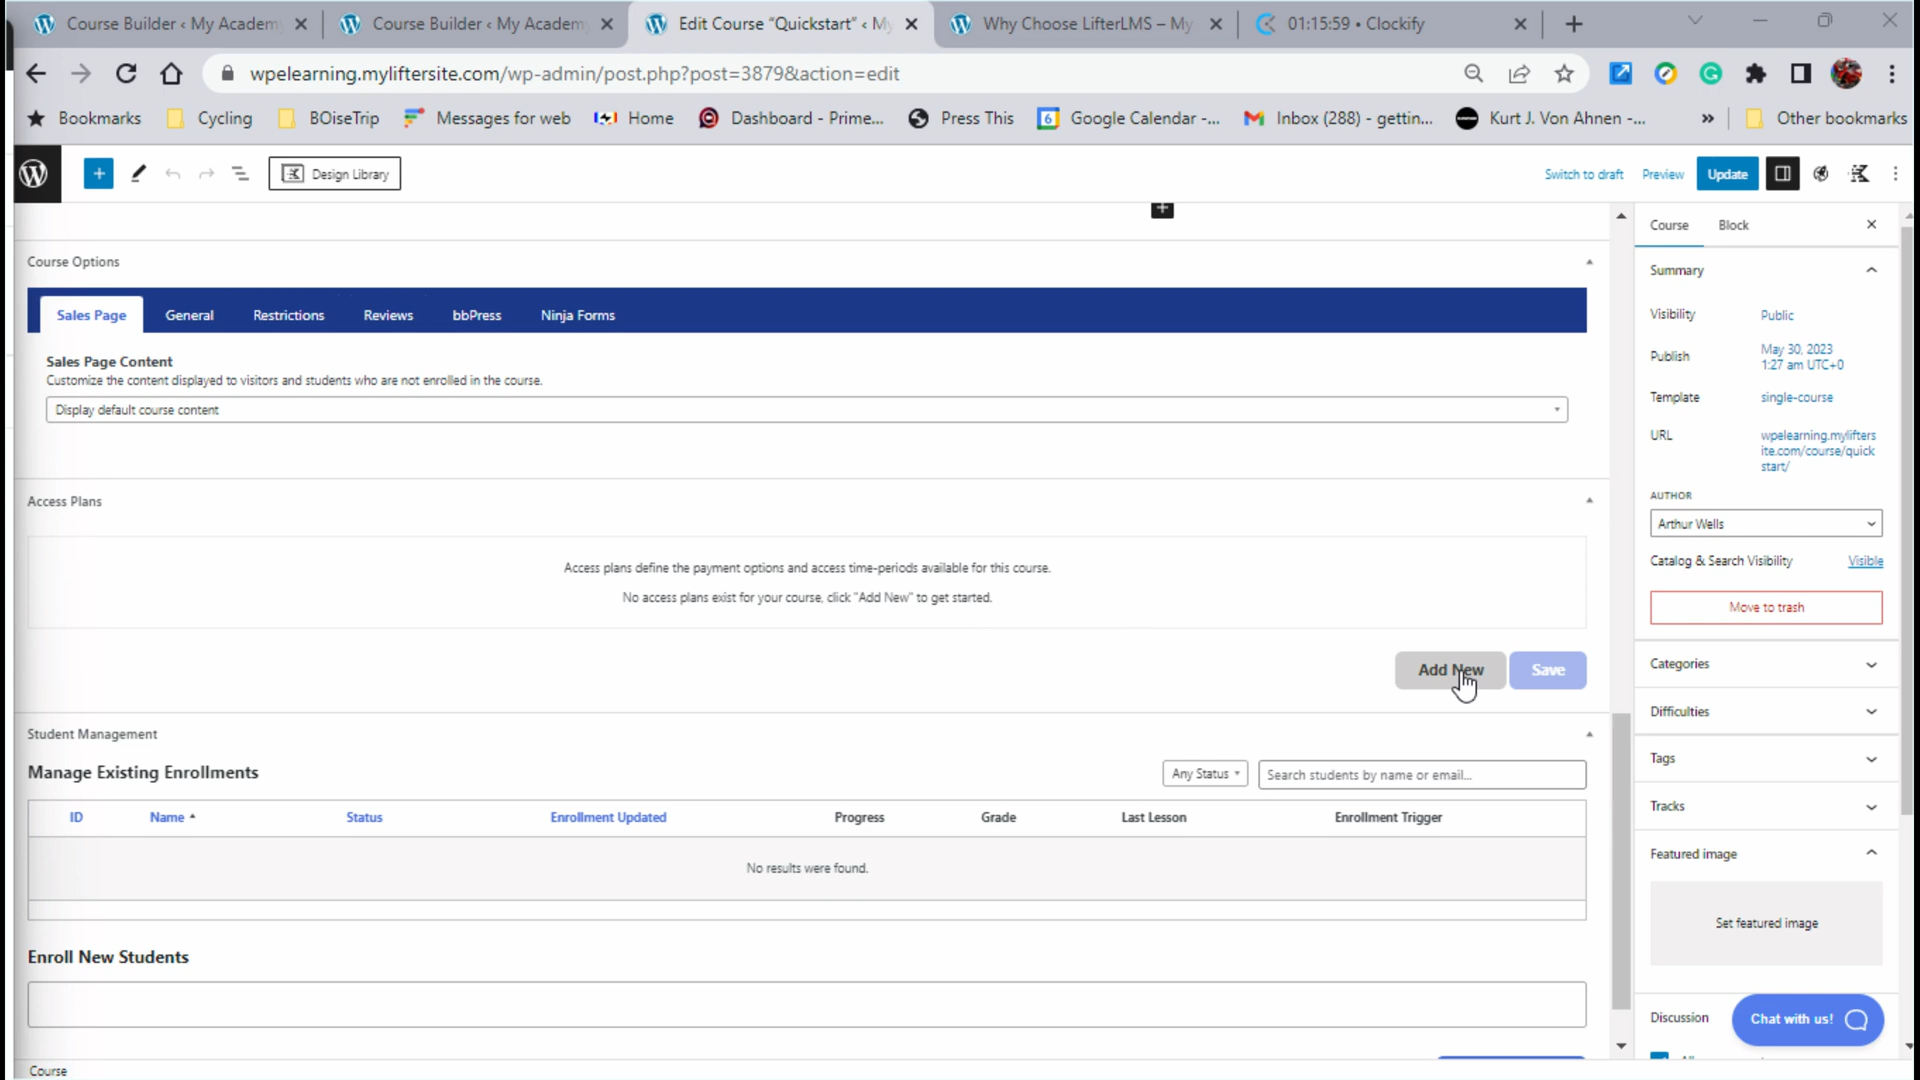 Course Builder ‹ My Academy
Course Builder ‹ My Academy
Edit Course "Quickstart" ‹ My
Why Choose LifterLMS – My
01:15:59 • Clockify
wpelearning.myliftersite.com/wp-admin/post.php?post=3879&action=edit
Bookmarks
Cycling
BOiseTrip
Messages for web
Home
Dashboard - Prime...
Press This
6
Google Calendar -...
Inbox (288) - gettin...
Kurt J. Von Ahnen -...
»
Other bookmarks
Design Library
Switch to draft
Preview
Update
Course Options
Sales Page
General
Restrictions
Reviews
bbPress
Ninja Forms
Sales Page Content
Customize the content displayed to visitors and students who are not enrolled in the course.
Display default course content
Access Plans
Access plans define the payment options and access time-periods available for this course.
No access plans exist for your course, click "Add New" to get started.
Add New
Save
Student Management
Manage Existing Enrollments
Any Status
Search students by name or email...
ID
Name
Status
Enrollment Updated
Progress
Grade
Last Lesson
Enrollment Trigger
No results were found.
Enroll New Students
Course
Course
Block
Summary
Visibility
Public
Publish
May 30, 2023
1:27 am UTC+0
Template
single-course
URL
wpelearning.mylifters
ite.com/course/quick
start/
AUTHOR
Arthur Wells
Catalog & Search Visibility
Visible
Move to trash
Categories
Difficulties
Tags
Tracks
Featured image
Set featured image
Discussion
Chat with us!